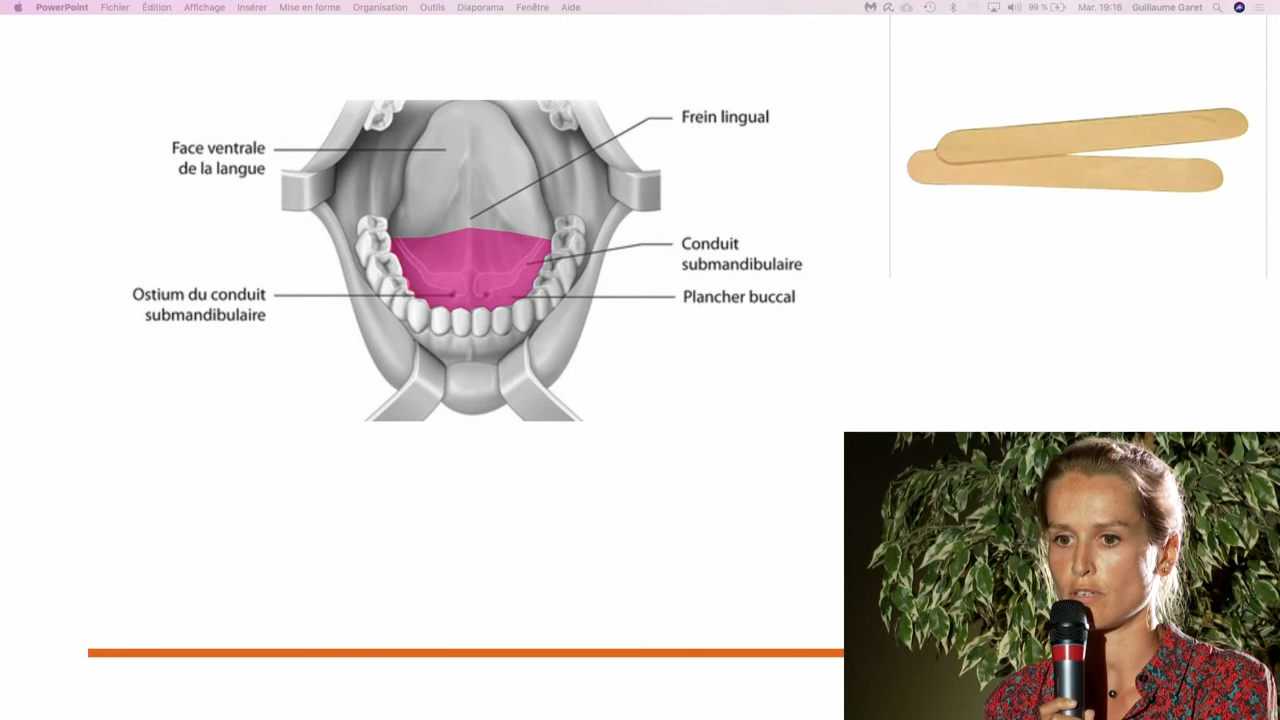 PowerPoint Fichier Édition Affichage Insérer Mise en forme Organisation Outils Diaporama Fenêtre Aide 99 % Mar. 19:16 Guillaume Garet
Frein lingual
Face ventrale
de la langue
Conduit
submandibulaire
Ostium du conduit
submandibulaire
Plancher buccal